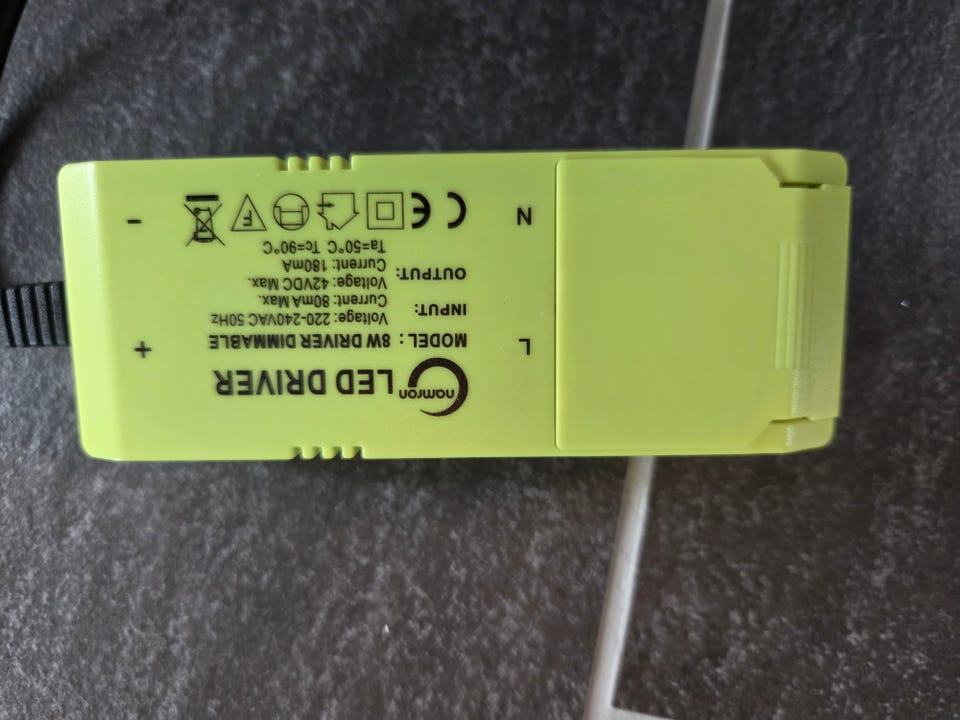 namron LED DRIVER
MODEL: 8W DRIVER DIMMABLE
INPUT: Voltage: 220-240VAC 50Hz
Current: 80mA Max.
OUTPUT: Voltage: 42VDC Max.
Current: 180mA
Ta=50°C Tc=90°C
CE F
L
N
+
-